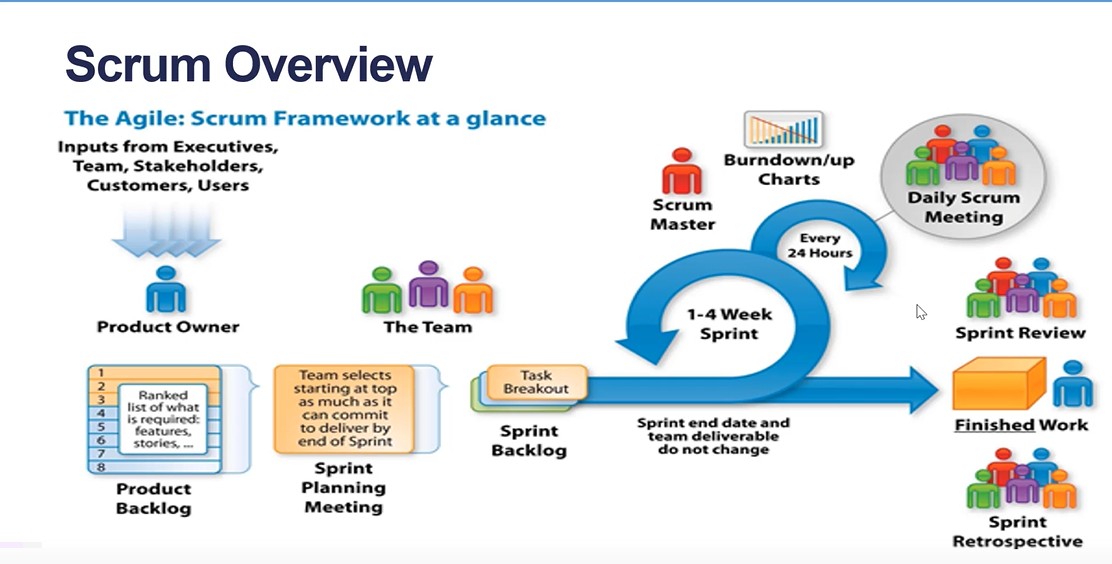 Scrum Overview
The Agile: Scrum Framework at a glance
Inputs from Executives,
Team, Stakeholders,
Customers, Users
Product Owner
The Team
Scrum
Master
Burndown/up
Charts
Daily Scrum
Meeting
Every
24 Hours
1-4 Week
Sprint
Sprint Review
1
2
3
4
5
6
7
8
Ranked
list of what
is required:
features,
stories, ...
Product
Backlog
Team selects
starting at top
as much as it
can commit
to deliver by
end of Sprint
Sprint
Planning
Meeting
Task
Breakout
Sprint
Backlog
Sprint end date and
team deliverable
do not change
Finished Work
Sprint
Retrospective